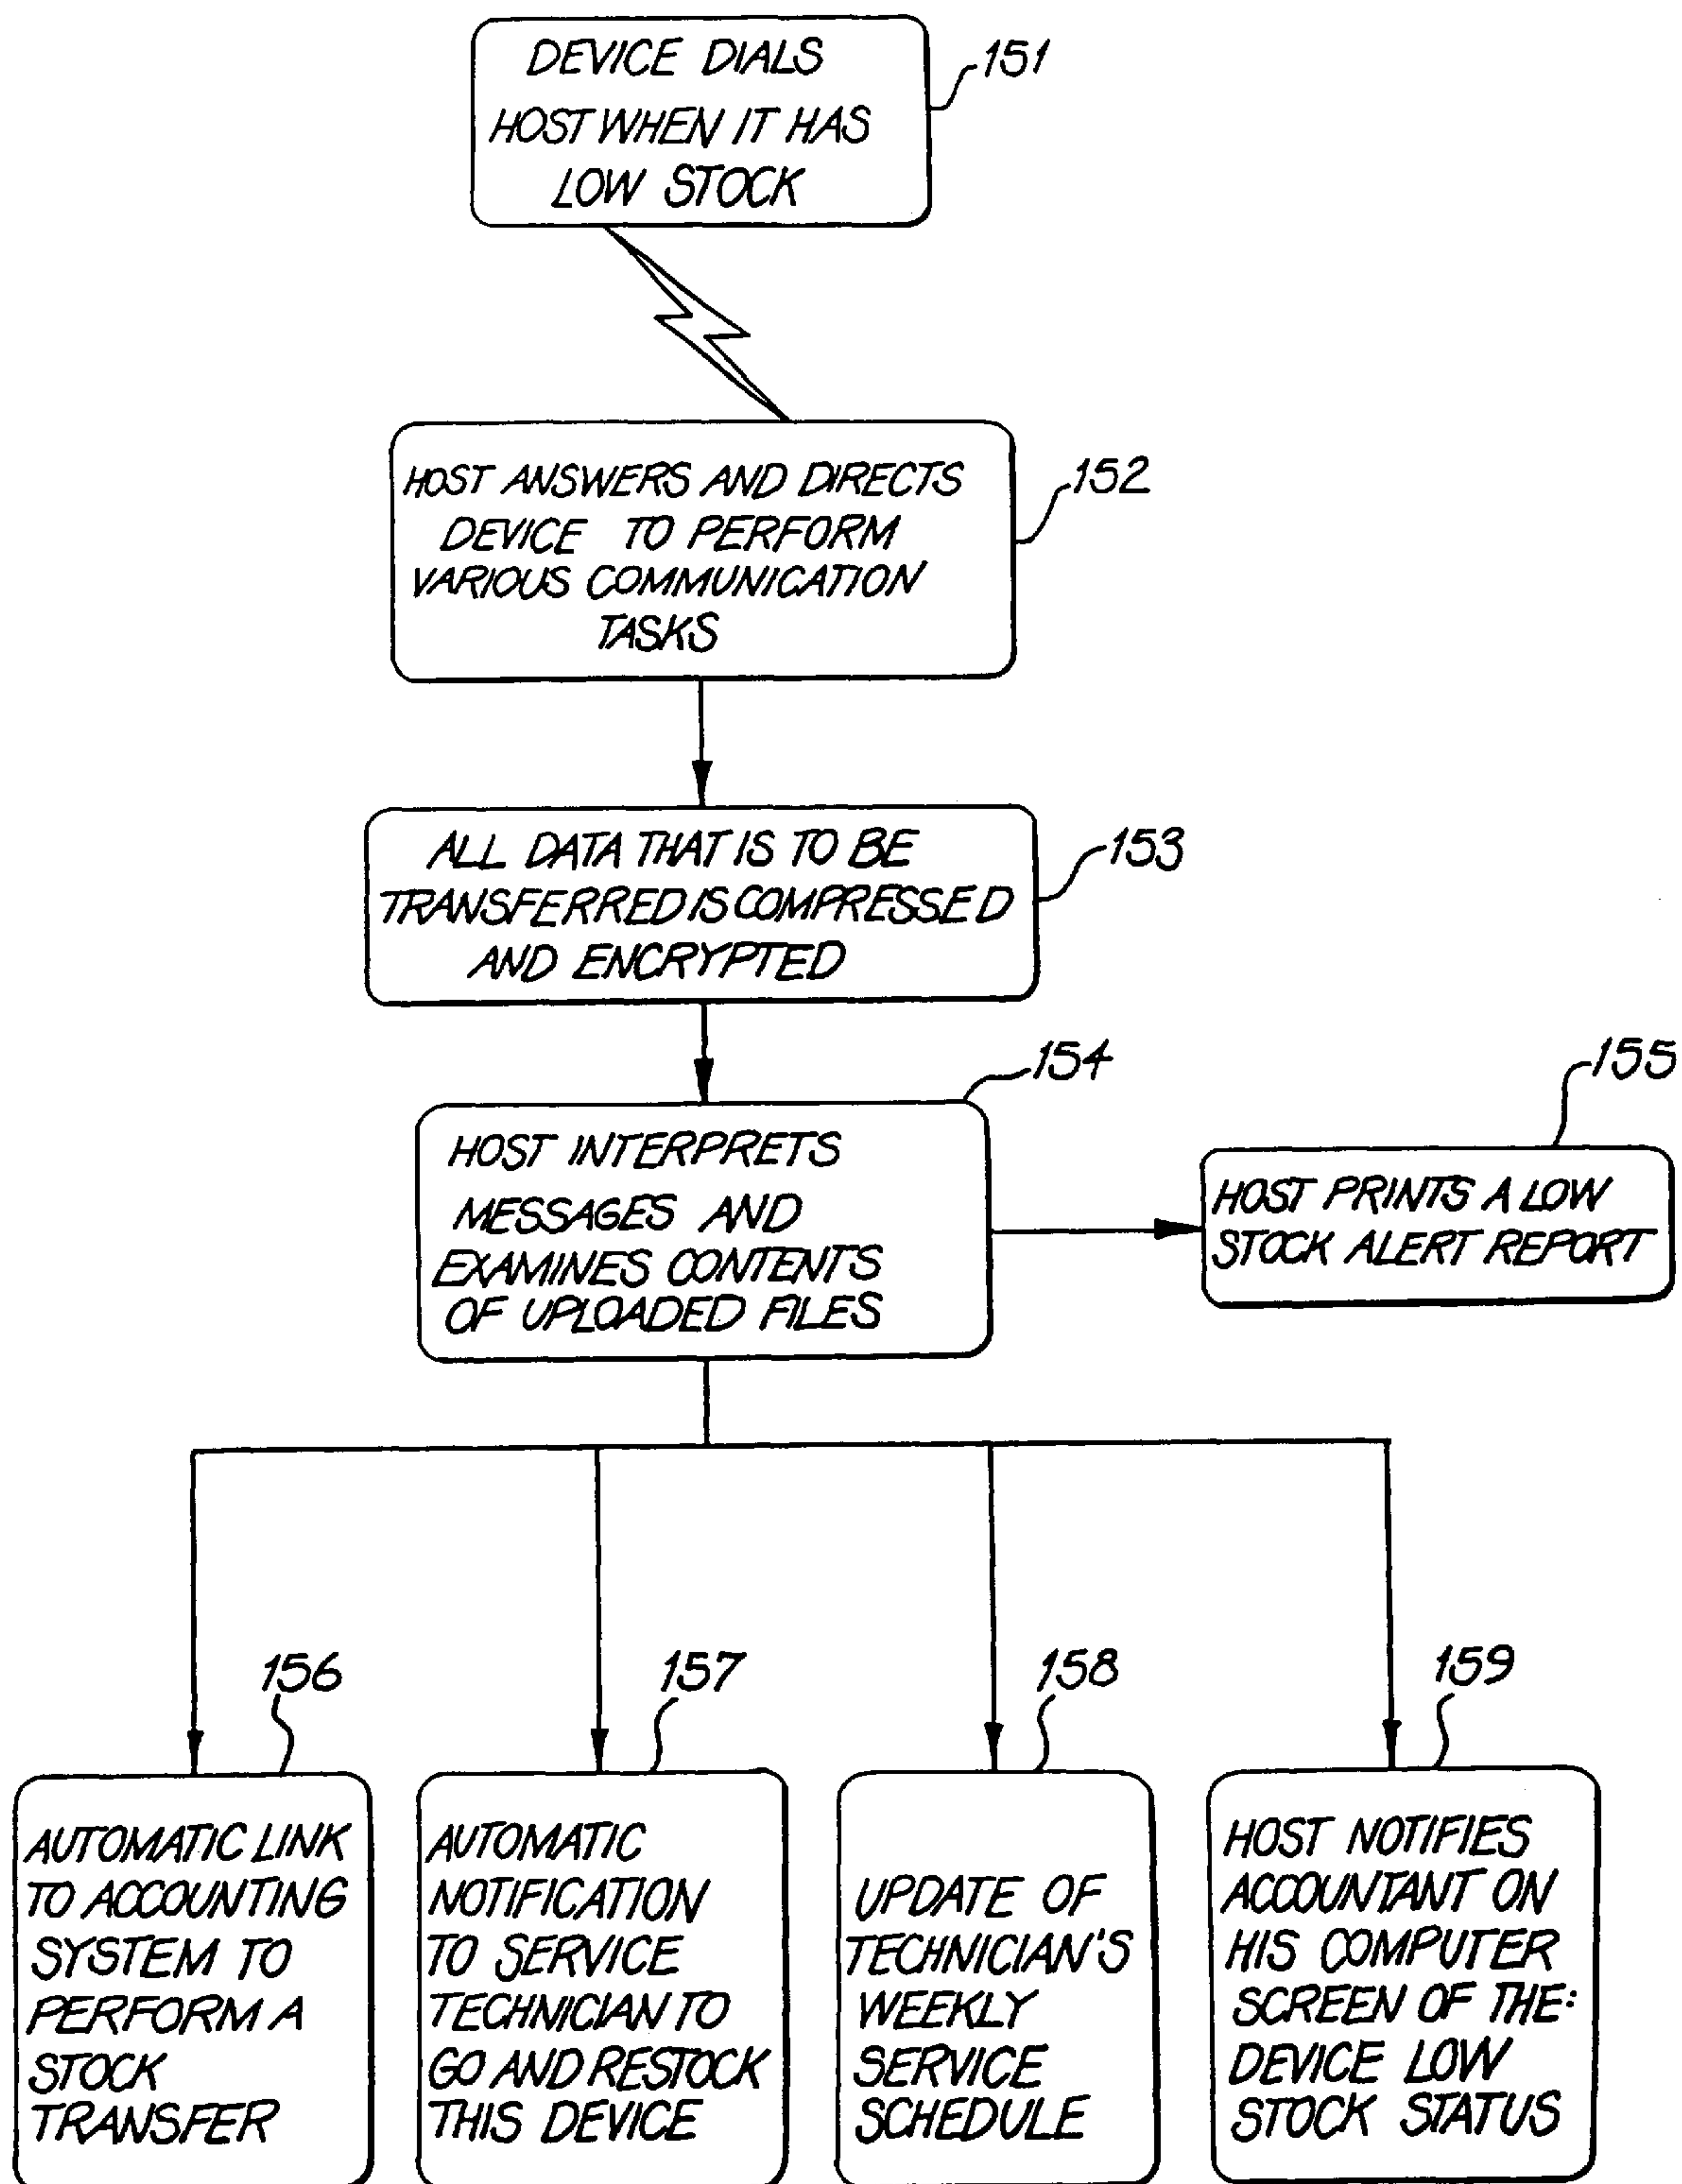 DEVICE DIALS
HOST WHEN IT HAS
LOW STOCK
151
HOST ANSWERS AND DIRECTS
DEVICE TO PERFORM
VARIOUS COMMUNICATION
TASKS
152
ALL DATA THAT IS TO BE
TRANSFERRED IS COMPRESSED
AND ENCRYPTED
153
154
HOST INTERPRETS
MESSAGES AND
EXAMINES CONTENTS
OF UPLOADED FILES
155
HOST PRINTS A LOW
STOCK ALERT REPORT
156
AUTOMATIC LINK
TO ACCOUNTING
SYSTEM TO
PERFORM A
STOCK
TRANSFER
157
AUTOMATIC
NOTIFICATION
TO SERVICE
TECHNICIAN TO
GO AND RESTOCK
THIS DEVICE
158
UPDATE OF
TECHNICIAN'S
WEEKLY
SERVICE
SCHEDULE
159
HOST NOTIFIES
ACCOUNTANT ON
HIS COMPUTER
SCREEN OF THE:
DEVICE LOW
STOCK STATUS